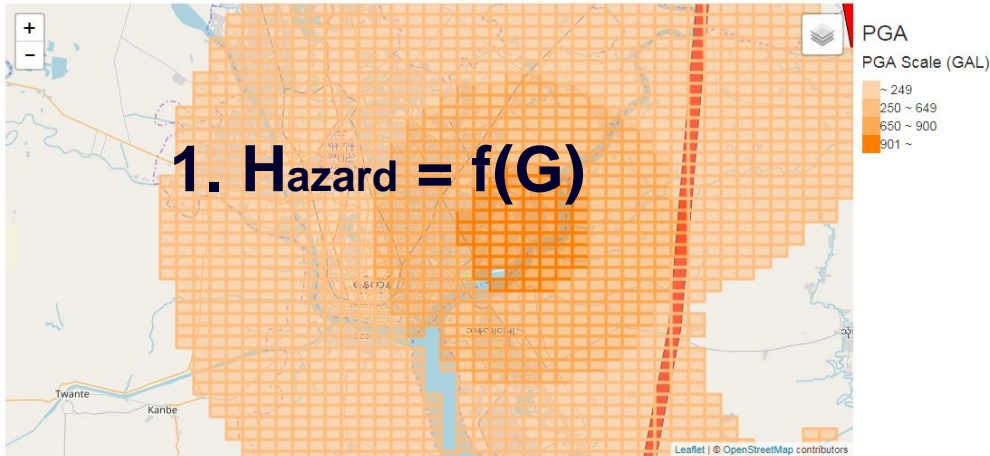 +
−
PGA
PGA Scale (GAL)
~ 249
250 ~ 649
650 ~ 900
901 ~
1. Hazard = f(G)
Twante
Kanbe
Leaflet | © OpenStreetMap contributors